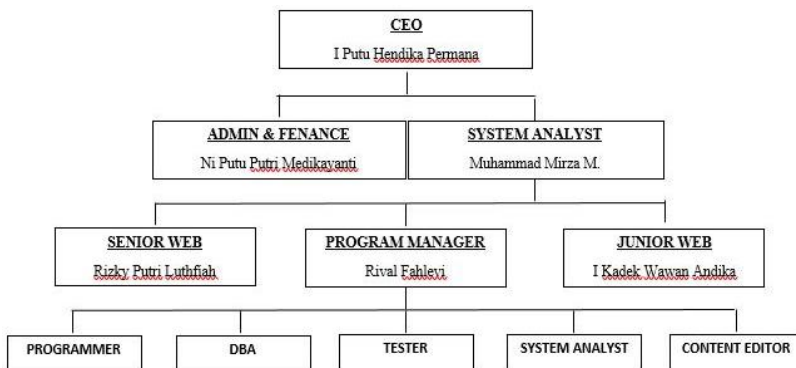 CEO
I Putu Hendika Permana
ADMIN & FENANCE
Ni Putu Putri Medikayanti
SYSTEM ANALYST
Muhammad Mirza M.
SENIOR WEB
Rizky Putri Luthfiah
PROGRAM MANAGER
Rival Fahleyi
JUNIOR WEB
I Kadek Wawan Andika
PROGRAMMER
DBA
TESTER
SYSTEM ANALYST
CONTENT EDITOR